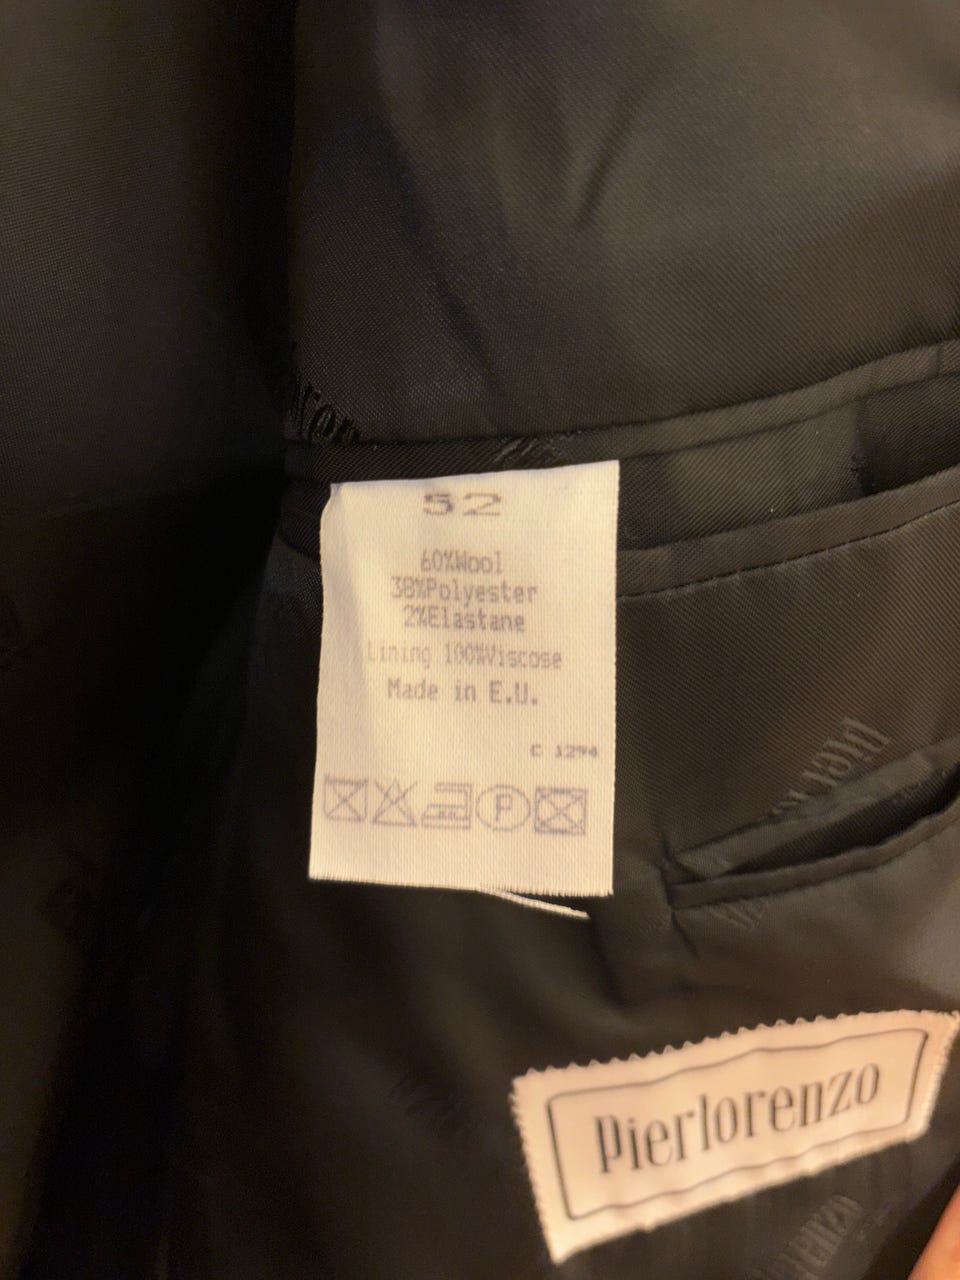 52
60%Wool
38%Polyester
2%Elastane
Lining 100%Viscose
Made in E.U.
C 1294
P
Pierlorenzo